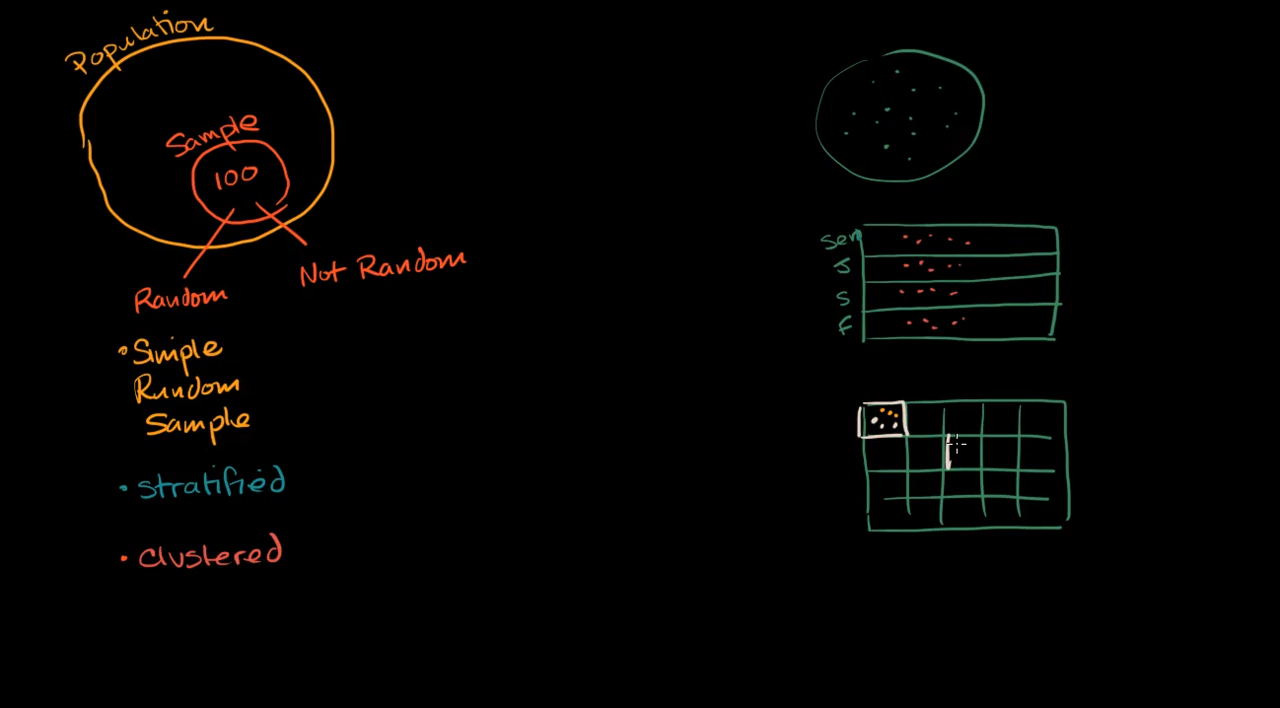 Population
Sample
100
Random
Not Random
• Simple
Random
Sample
• stratified
• clustered
Sen
J
S
F